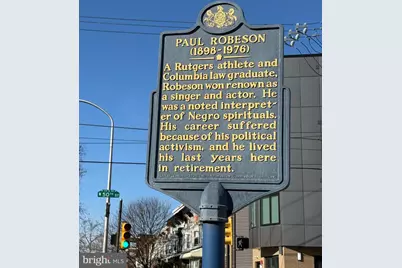 PAUL ROBESON
(1898-1976)
A Rutgers athlete and
Columbia law graduate,
Robeson won renown as
a singer and actor. He
was a noted interpret-
er of Negro spirituals.
His career suffered
because of his political
activism, and he lived
his last years here
in retirement.
N 50TH ST
bright MLS